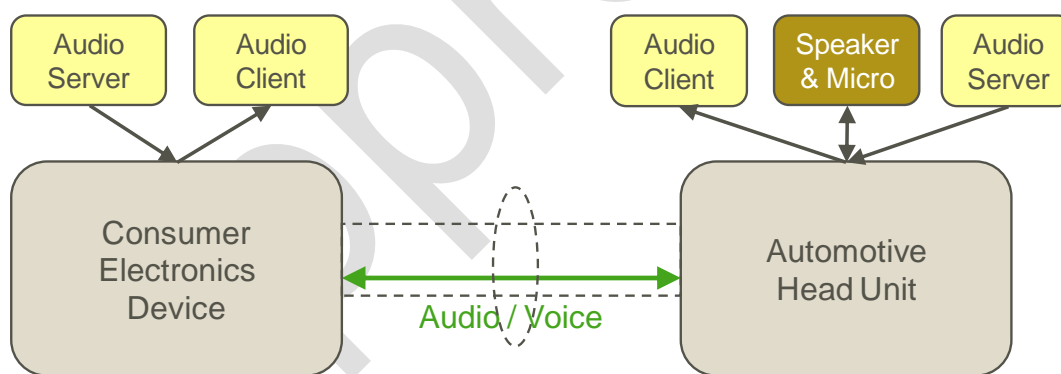 Audio
Server
Audio
Client
Audio
Client
Speaker
& Micro
Audio
Server
Consumer
Electronics
Device
Automotive
Head Unit
Audio / Voice